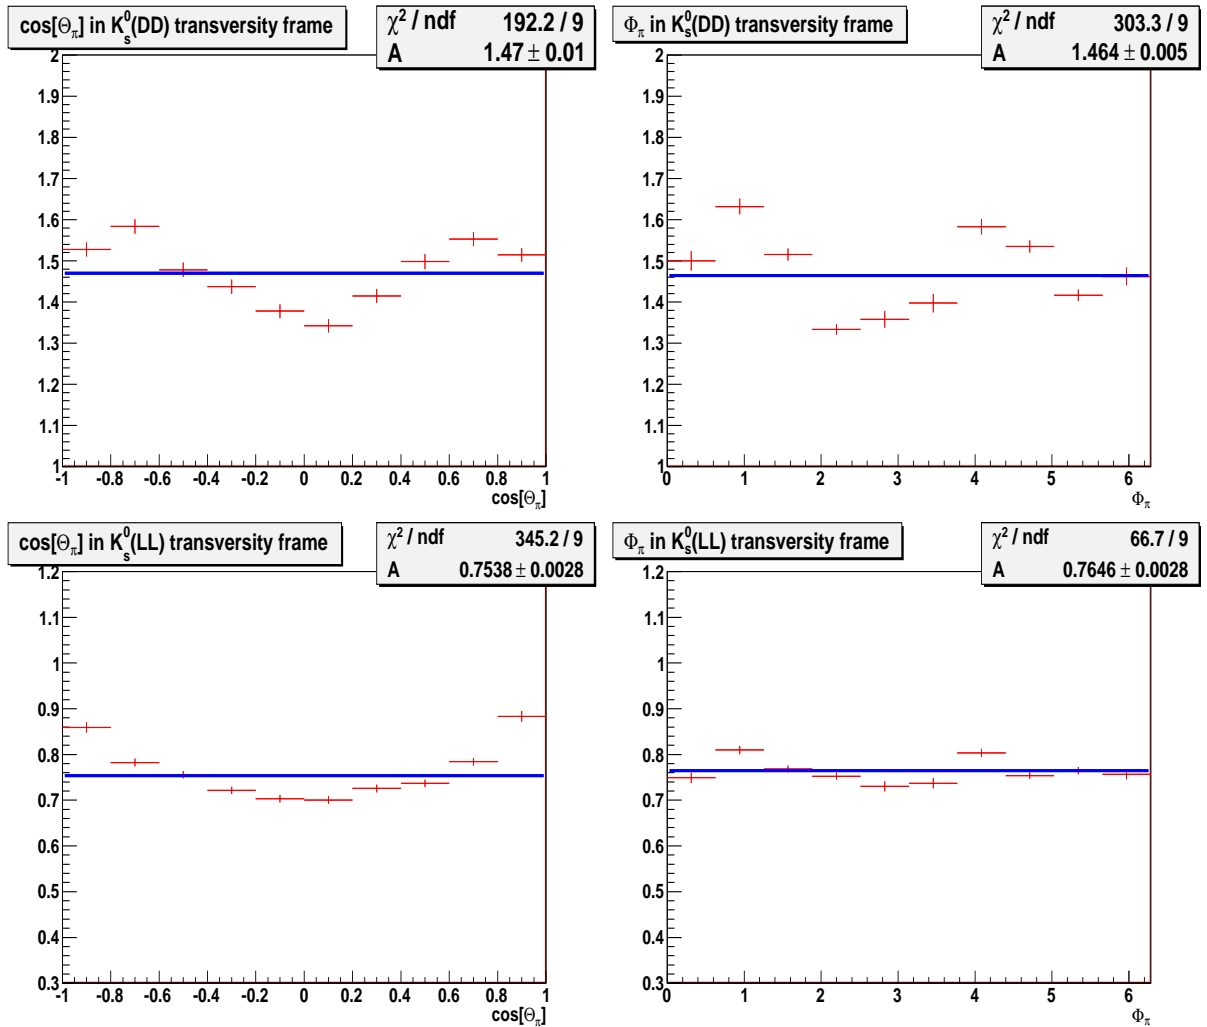 cos[Θπ] in K⁰s(DD) transversity frame
χ² / ndf 192.2 / 9
A 1.47 ± 0.01
2
1.9
1.8
1.7
1.6
1.5
1.4
1.3
1.2
1.1
1
-1 -0.8 -0.6 -0.4 -0.2 0 0.2 0.4 0.6 0.8 1
cos[Θπ]
Φπ in K⁰s(DD) transversity frame
χ² / ndf 303.3 / 9
A 1.464 ± 0.005
2
1.9
1.8
1.7
1.6
1.5
1.4
1.3
1.2
1.1
1
0 1 2 3 4 5 6
Φπ
cos[Θπ] in K⁰s(LL) transversity frame
χ² / ndf 345.2 / 9
A 0.7538 ± 0.0028
1.2
1.1
1
0.9
0.8
0.7
0.6
0.5
0.4
0.3
-1 -0.8 -0.6 -0.4 -0.2 0 0.2 0.4 0.6 0.8 1
cos[Θπ]
Φπ in K⁰s(LL) transversity frame
χ² / ndf 66.7 / 9
A 0.7646 ± 0.0028
1.2
1.1
1
0.9
0.8
0.7
0.6
0.5
0.4
0.3
0 1 2 3 4 5 6
Φπ